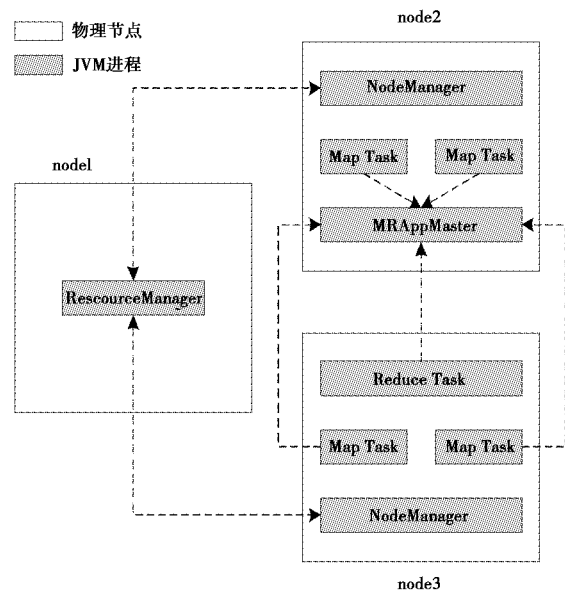 物理节点
JVM进程
node2
NodeManager
Map Task
Map Task
MRAppMaster
node1
RescourceManager
Reduce Task
Map Task
Map Task
NodeManager
node3